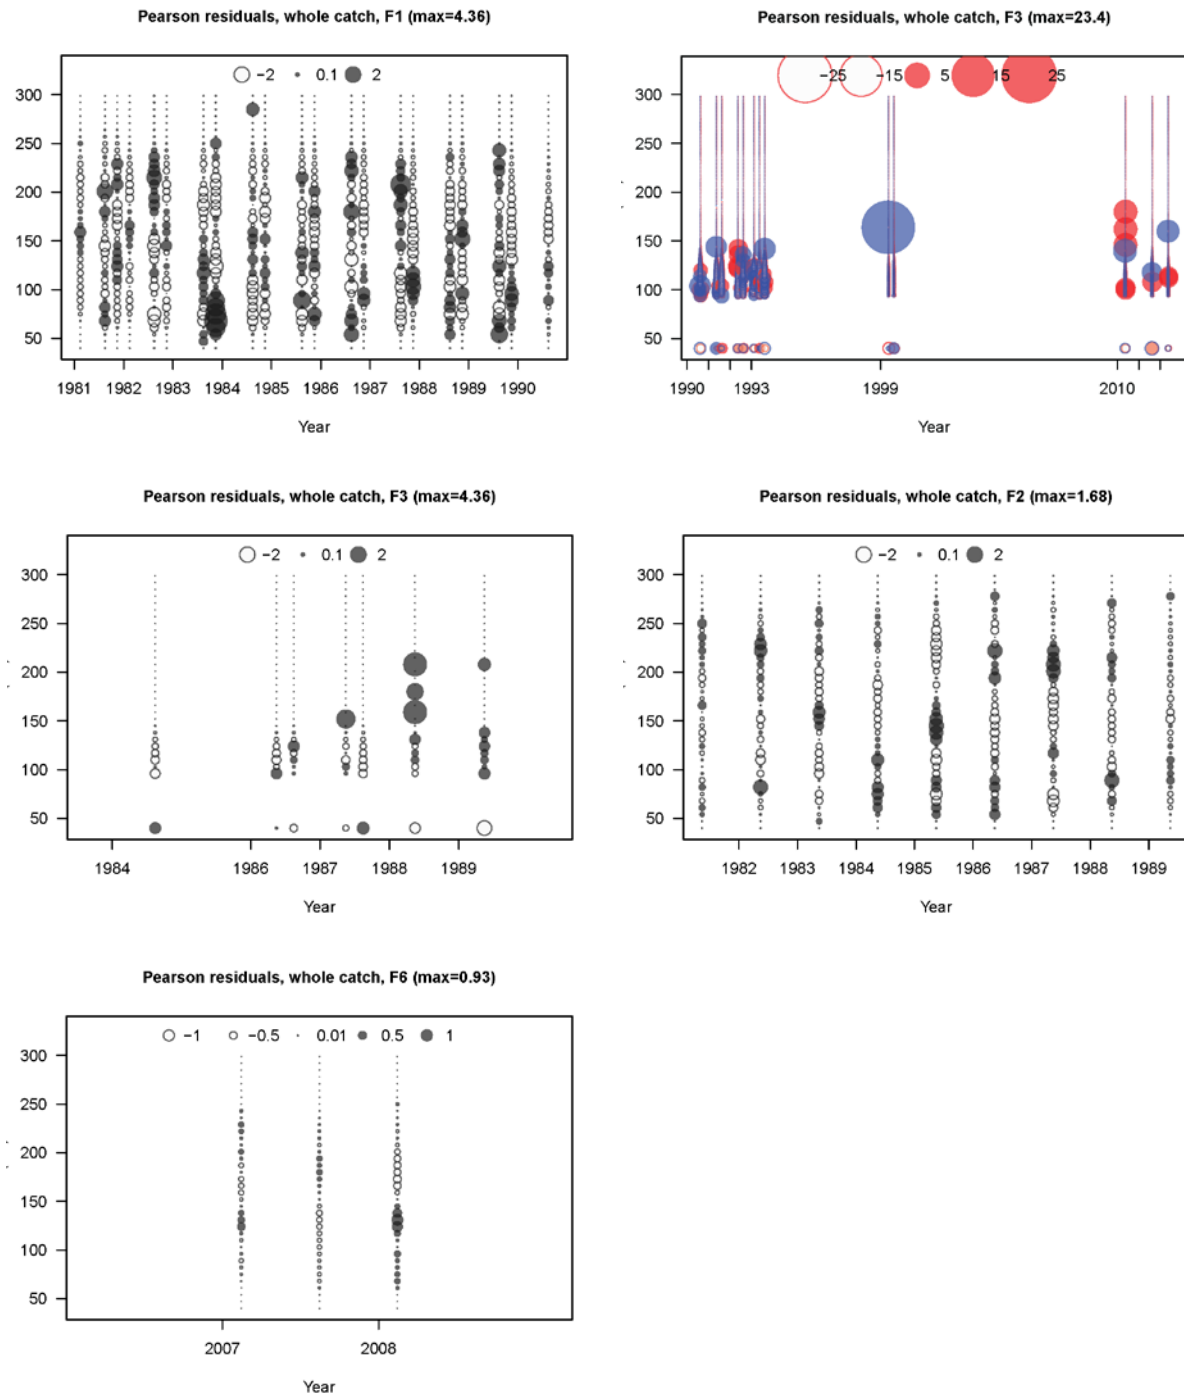 Pearson residuals, whole catch, F1 (max=4.36)
−2 0.1 2
300
250
200
150
100
50
1981 1982 1983 1984 1985 1986 1987 1988 1989 1990
Year
Pearson residuals, whole catch, F3 (max=23.4)
−25 −15 5 15 25
300
250
200
150
100
50
1990 1993 1999 2010
Year
Pearson residuals, whole catch, F3 (max=4.36)
−2 0.1 2
300
250
200
150
100
50
1984 1986 1987 1988 1989
Year
Pearson residuals, whole catch, F2 (max=1.68)
−2 0.1 2
300
250
200
150
100
50
1982 1983 1984 1985 1986 1987 1988 1989
Year
Pearson residuals, whole catch, F6 (max=0.93)
−1 −0.5 0.01 0.5 1
300
250
200
150
100
50
2007 2008
Year